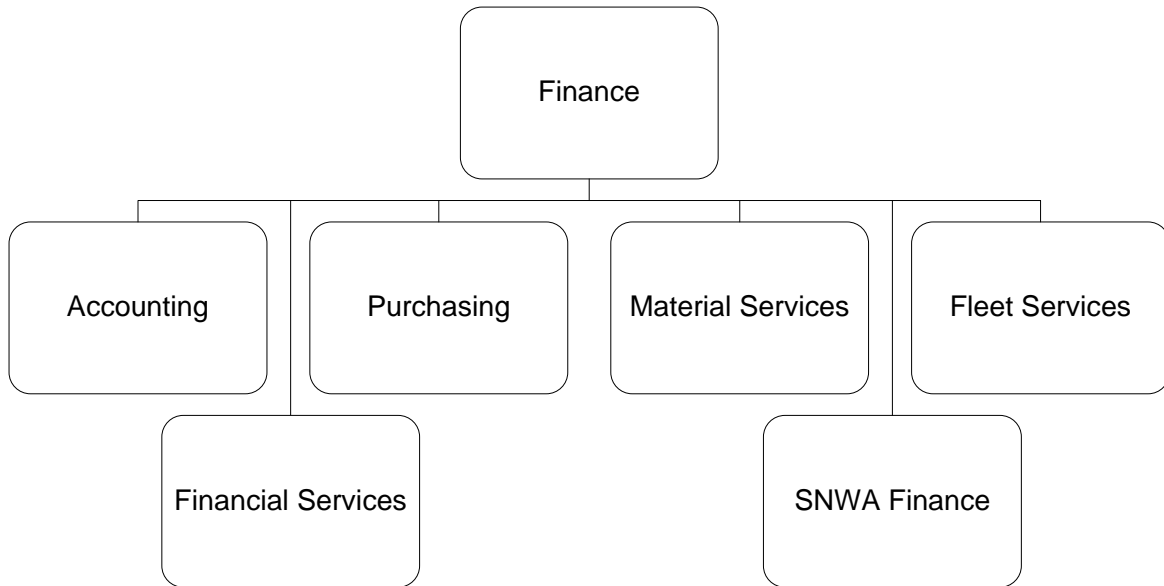 Finance
Accounting
Purchasing
Material Services
Fleet Services
Financial Services
SNWA Finance